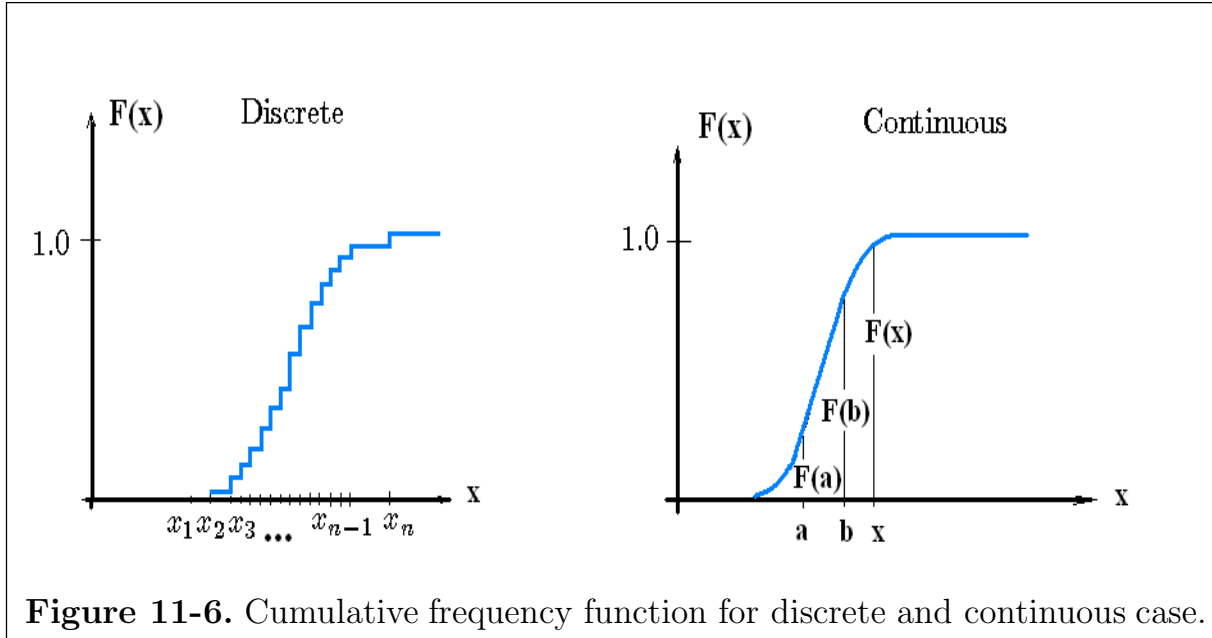 F(x) Discrete
1.0
x
x₁ x₂ x₃ ... xₙ₋₁ xₙ
F(x) Continuous
1.0
F(x)
F(b)
F(a)
x
a b x
Figure 11-6. Cumulative frequency function for discrete and continuous case.